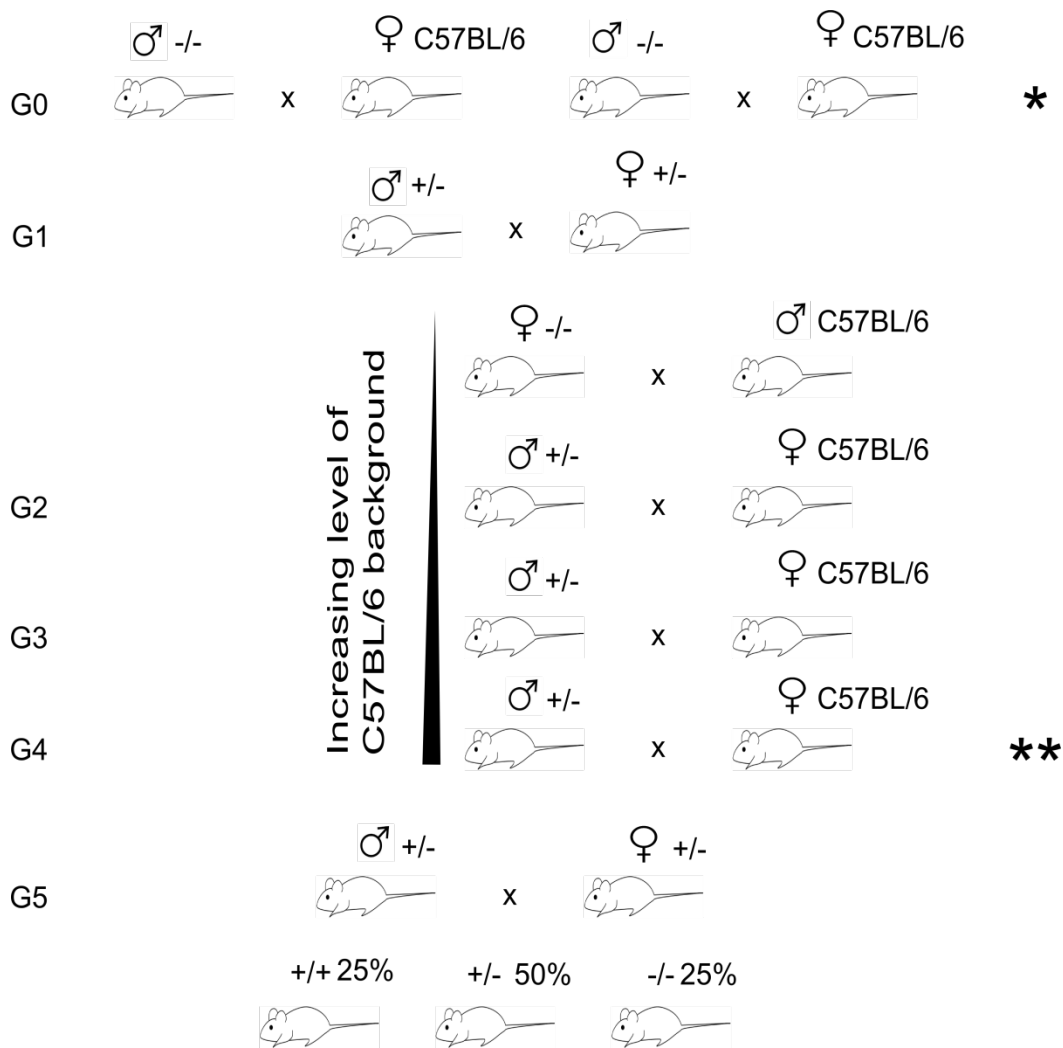 ♂ -/- ♀ C57BL/6 ♂ -/- ♀ C57BL/6
G0 x x *
♂ +/- ♀ +/-
G1 x
♀ -/- ♂ C57BL/6
x
Increasing level of
C57BL/6 background
♂ +/- ♀ C57BL/6
G2 x
♂ +/- ♀ C57BL/6
G3 x
♂ +/- ♀ C57BL/6
G4 x **
♂ +/- ♀ +/-
G5 x
+/+ 25% +/- 50% -/- 25%